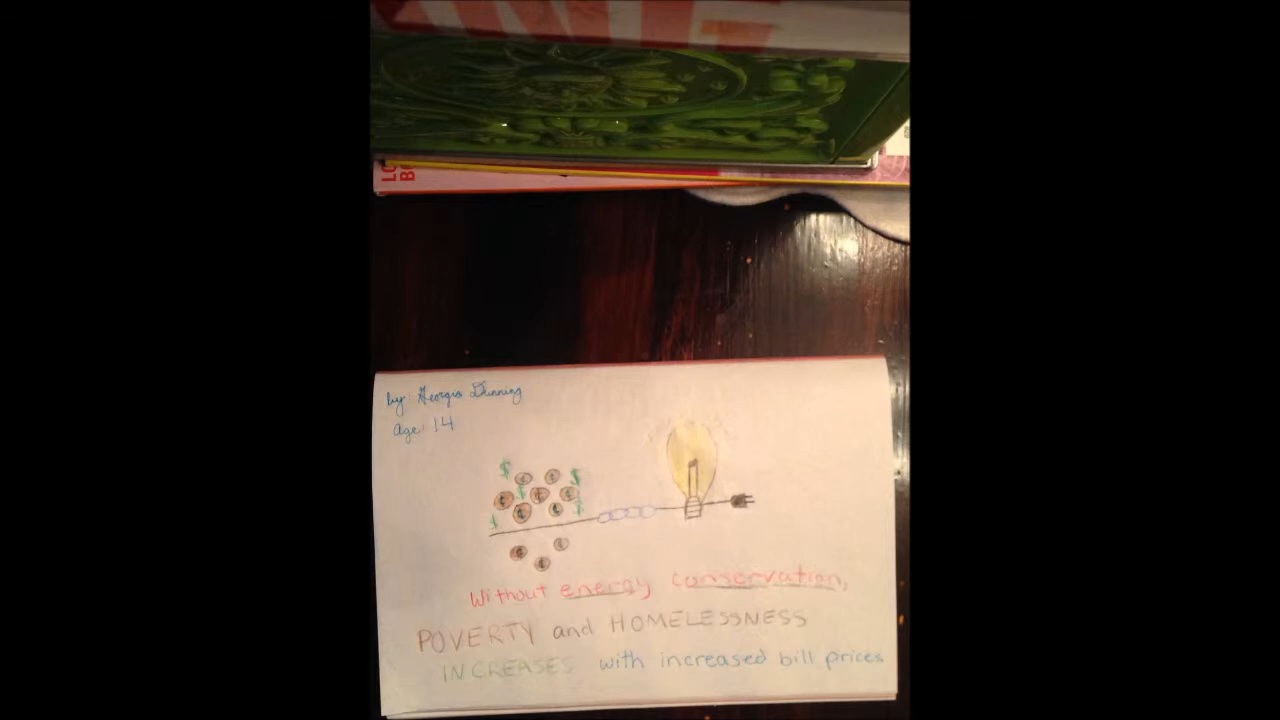 by: Georgia Dunning
Age: 14
$ ¢ ¢ $
¢ $ ¢ ¢
$ ¢ ¢ $
¢ ¢
¢
Without energy conservation,
POVERTY and HOMELESSNESS
INCREASES with increased bill prices